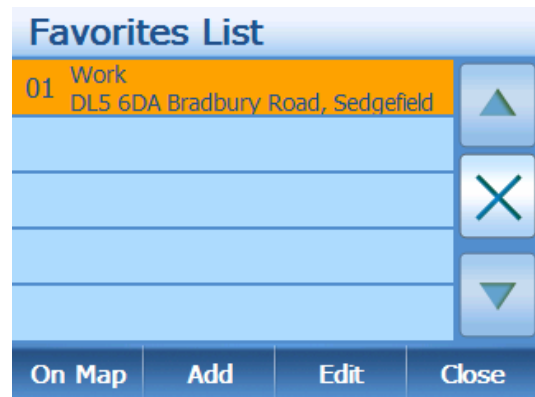 Favorites List
01 Work
DL5 6DA Bradbury Road, Sedgefield
On Map Add Edit Close